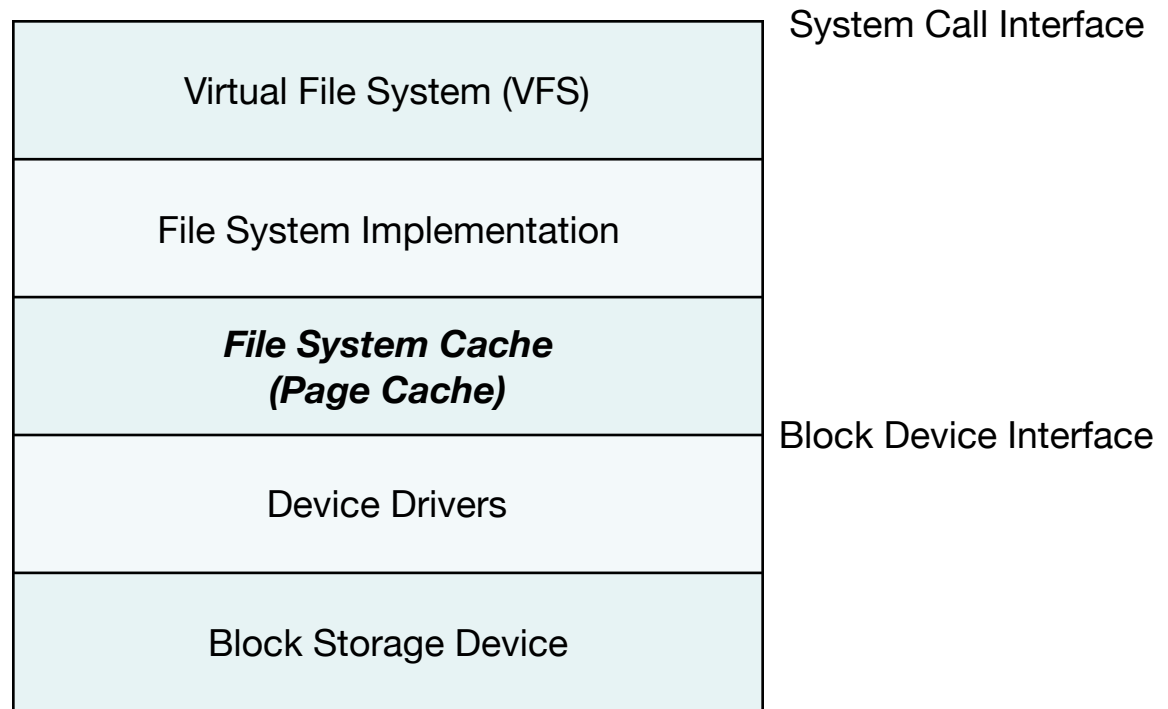 System Call Interface
Virtual File System (VFS)
File System Implementation
File System Cache
(Page Cache)
Block Device Interface
Device Drivers
Block Storage Device